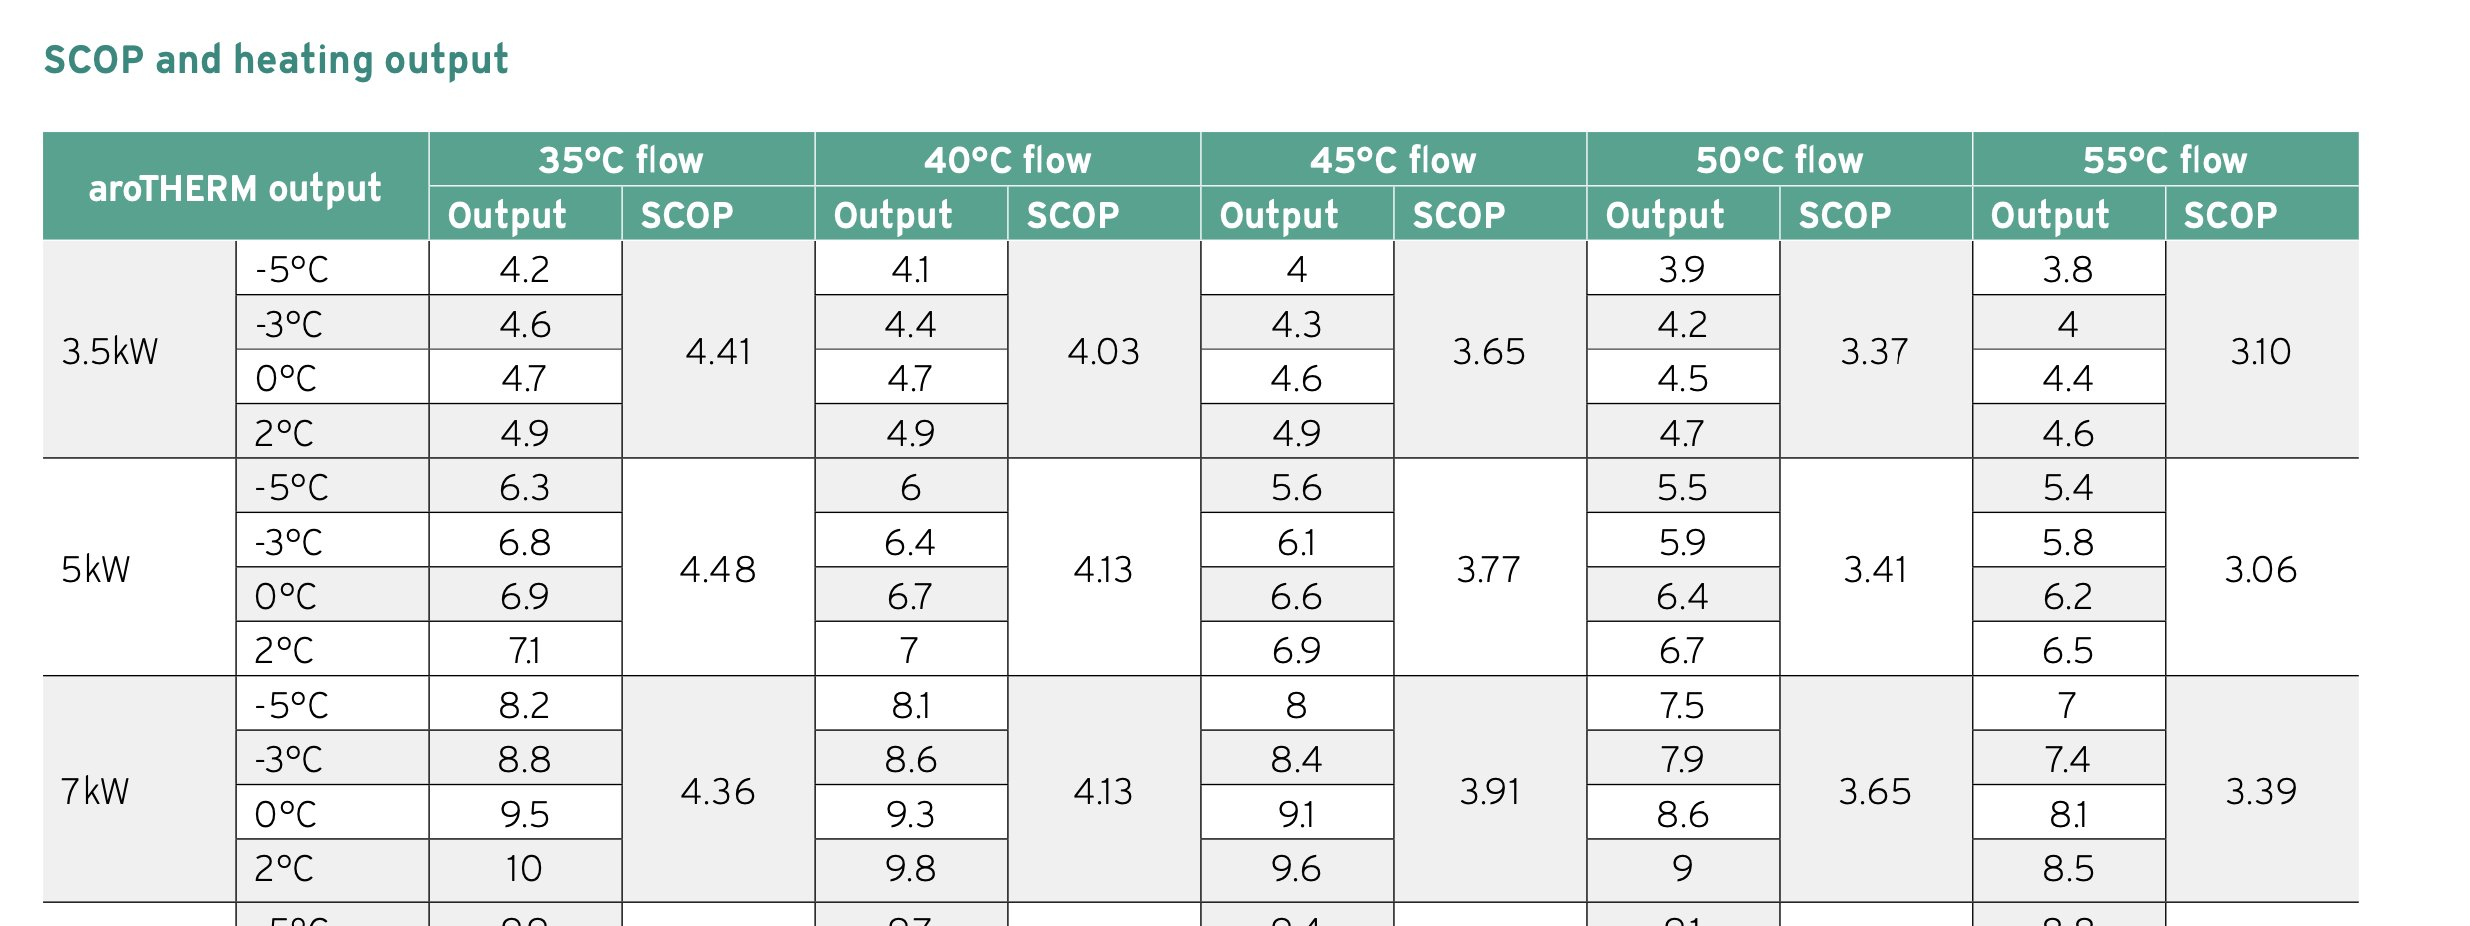 SCOP and heating output
aroTHERM output 35°C flow 40°C flow 45°C flow 50°C flow 55°C flow
Output SCOP Output SCOP Output SCOP Output SCOP Output SCOP
3.5kW -5°C 4.2 4.41 4.1 4.03 4 3.65 3.9 3.37 3.8 3.10
-3°C 4.6 4.4 4.3 4.2 4
0°C 4.7 4.7 4.6 4.5 4.4
2°C 4.9 4.9 4.9 4.7 4.6
5kW -5°C 6.3 4.48 6 4.13 5.6 3.77 5.5 3.41 5.4 3.06
-3°C 6.8 6.4 6.1 5.9 5.8
0°C 6.9 6.7 6.6 6.4 6.2
2°C 7.1 7 6.9 6.7 6.5
7kW -5°C 8.2 4.36 8.1 4.13 8 3.91 7.5 3.65 7 3.39
-3°C 8.8 8.6 8.4 7.9 7.4
0°C 9.5 9.3 9.1 8.6 8.1
2°C 10 9.8 9.6 9 8.5